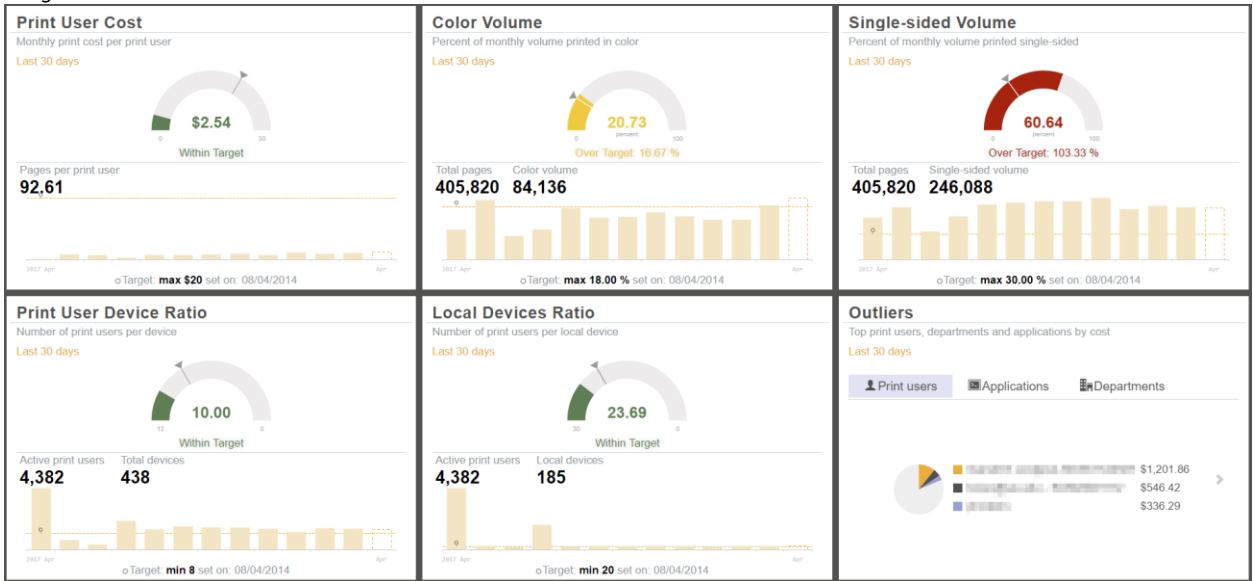 Print User Cost
Monthly print cost per print user
Last 30 days
$2.54
0
50
Within Target
Pages per print user
92.61
2017 Apr
Apr
Target: max $20 set on: 08/04/2014
Color Volume
Percent of monthly volume printed in color
Last 30 days
20.73
percent
0
100
Over Target: 16.67 %
Total pages Color volume
405,820 84,136
2017 Apr
Apr
Target: max 18.00 % set on: 08/04/2014
Single-sided Volume
Percent of monthly volume printed single-sided
Last 30 days
60.64
percent
0
100
Over Target: 103.33 %
Total pages Single-sided volume
405,820 246,088
2017 Apr
Apr
Target: max 30.00 % set on: 08/04/2014
Print User Device Ratio
Number of print users per device
Last 30 days
10.00
12
0
Within Target
Active print users Total devices
4,382 438
2017 Apr
Apr
Target: min 8 set on: 08/04/2014
Local Devices Ratio
Number of print users per local device
Last 30 days
23.69
30
0
Within Target
Active print users Local devices
4,382 185
2017 Apr
Apr
Target: min 20 set on: 08/04/2014
Outliers
Top print users, departments and applications by cost
Last 30 days
Print users Applications Departments
$1,201.86
$546.42
$336.29